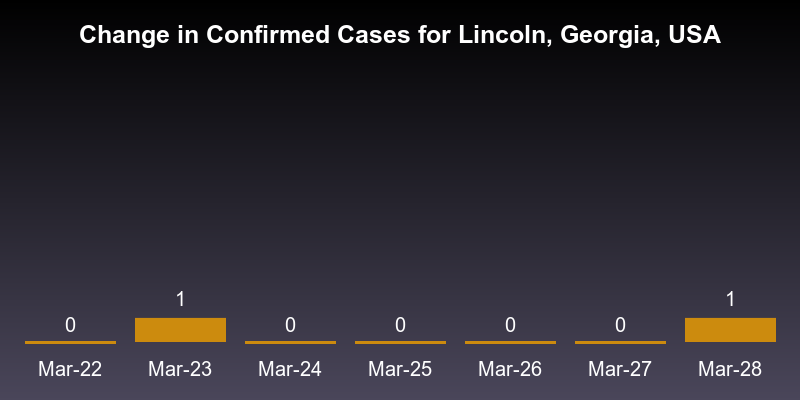 Change in Confirmed Cases for Lincoln, Georgia, USA
0 1 0 0 0 0 1
Mar-22 Mar-23 Mar-24 Mar-25 Mar-26 Mar-27 Mar-28